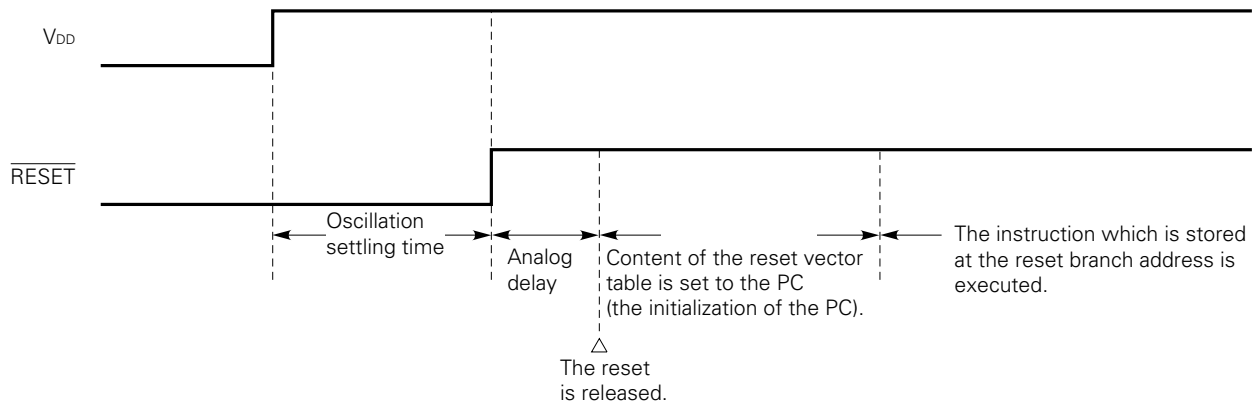 VDD
RESET
Oscillation
settling time
Analog
delay
Content of the reset vector
table is set to the PC
(the initialization of the PC).
The instruction which is stored
at the reset branch address is
executed.
The reset
is released.